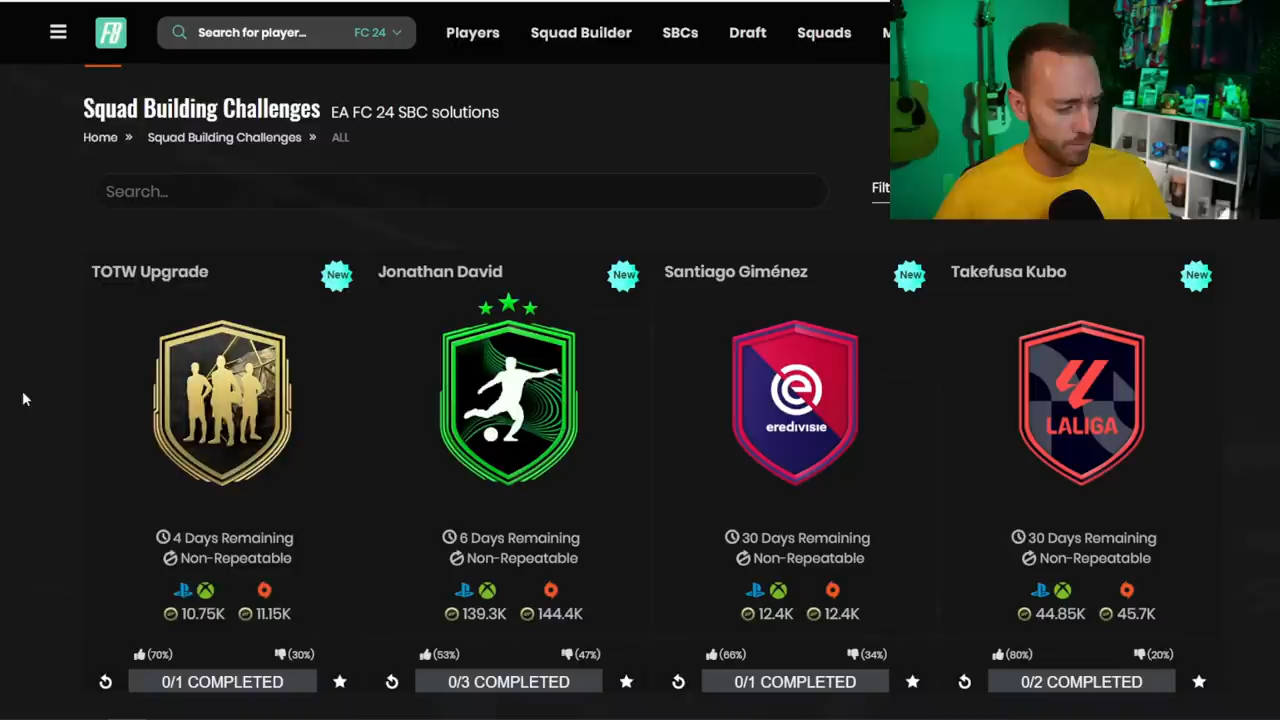 FB
Search for player...
FC 24
Players
Squad Builder
SBCs
Draft
Squads
M
Squad Building Challenges
EA FC 24 SBC solutions
Home » Squad Building Challenges » ALL
Search...
Filt
TOTW Upgrade
New
Jonathan David
New
Santiago Giménez
New
Takefusa Kubo
New
e
eredivisie
LALIGA
4 Days Remaining
Non-Repeatable
6 Days Remaining
Non-Repeatable
30 Days Remaining
Non-Repeatable
30 Days Remaining
Non-Repeatable
10.75K
11.15K
139.3K
144.4K
12.4K
12.4K
44.85K
45.7K
(70%)
(30%)
(53%)
(47%)
(66%)
(34%)
(80%)
(20%)
0/1 COMPLETED
0/3 COMPLETED
0/1 COMPLETED
0/2 COMPLETED